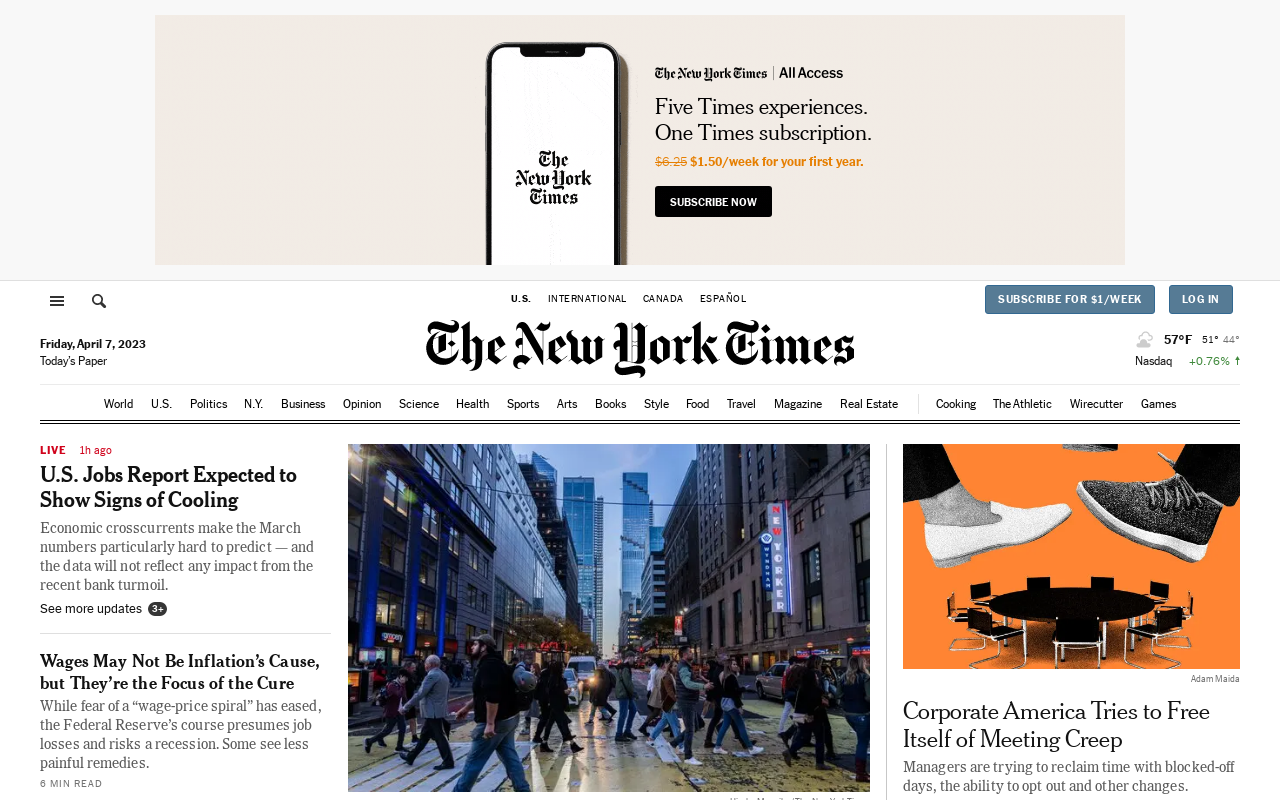 The New York Times
The New York Times | All Access
Five Times experiences.
One Times subscription.
$6.25 $1.50/week for your first year.
SUBSCRIBE NOW
U.S. INTERNATIONAL CANADA ESPAÑOL
SUBSCRIBE FOR $1/WEEK
LOG IN
The New York Times
Friday, April 7, 2023
Today's Paper
57°F 51° 44°
Nasdaq +0.76% ↑
World U.S. Politics N.Y. Business Opinion Science Health Sports Arts Books Style Food Travel Magazine Real Estate Cooking The Athletic Wirecutter Games
LIVE 1h ago
U.S. Jobs Report Expected to
Show Signs of Cooling
Economic crosscurrents make the March
numbers particularly hard to predict — and
the data will not reflect any impact from the
recent bank turmoil.
See more updates 3+
Wages May Not Be Inflation's Cause,
but They're the Focus of the Cure
While fear of a “wage-price spiral” has eased,
the Federal Reserve's course presumes job
losses and risks a recession. Some see less
painful remedies.
6 MIN READ
NEW YORKER
WYNDHAM
Adam Maida
Corporate America Tries to Free
Itself of Meeting Creep
Managers are trying to reclaim time with blocked-off
days, the ability to opt out and other changes.